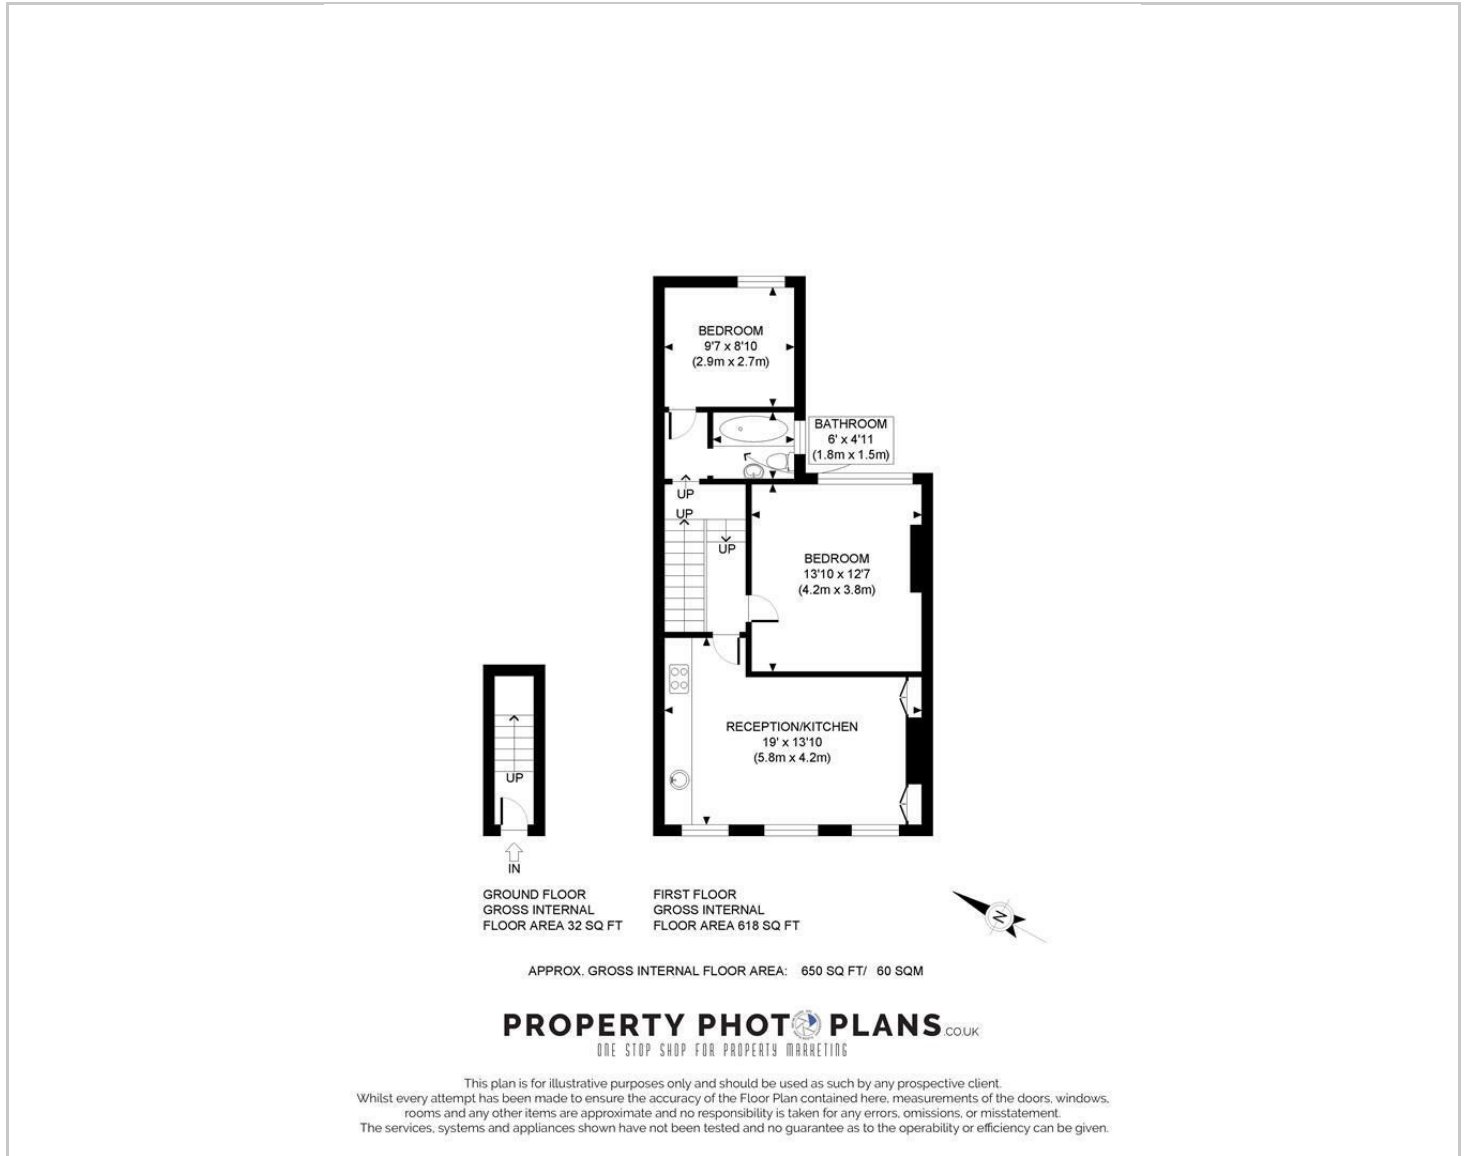 BEDROOM
9'7 x 8'10
(2.9m x 2.7m)
BATHROOM
6' x 4'11
(1.8m x 1.5m)
UP
UP
UP
BEDROOM
13'10 x 12'7
(4.2m x 3.8m)
RECEPTION/KITCHEN
19' x 13'10
(5.8m x 4.2m)
UP
IN
GROUND FLOOR
GROSS INTERNAL
FLOOR AREA 32 SQ FT
FIRST FLOOR
GROSS INTERNAL
FLOOR AREA 618 SQ FT
N
APPROX. GROSS INTERNAL FLOOR AREA: 650 SQ FT/ 60 SQM
PROPERTY PHOTO PLANS.CO.UK
ONE STOP SHOP FOR PROPERTY MARKETING
This plan is for illustrative purposes only and should be used as such by any prospective client.
Whilst every attempt has been made to ensure the accuracy of the Floor Plan contained here, measurements of the doors, windows,
rooms and any other items are approximate and no responsibility is taken for any errors, omissions, or misstatement.
The services, systems and appliances shown have not been tested and no guarantee as to the operability or efficiency can be given.